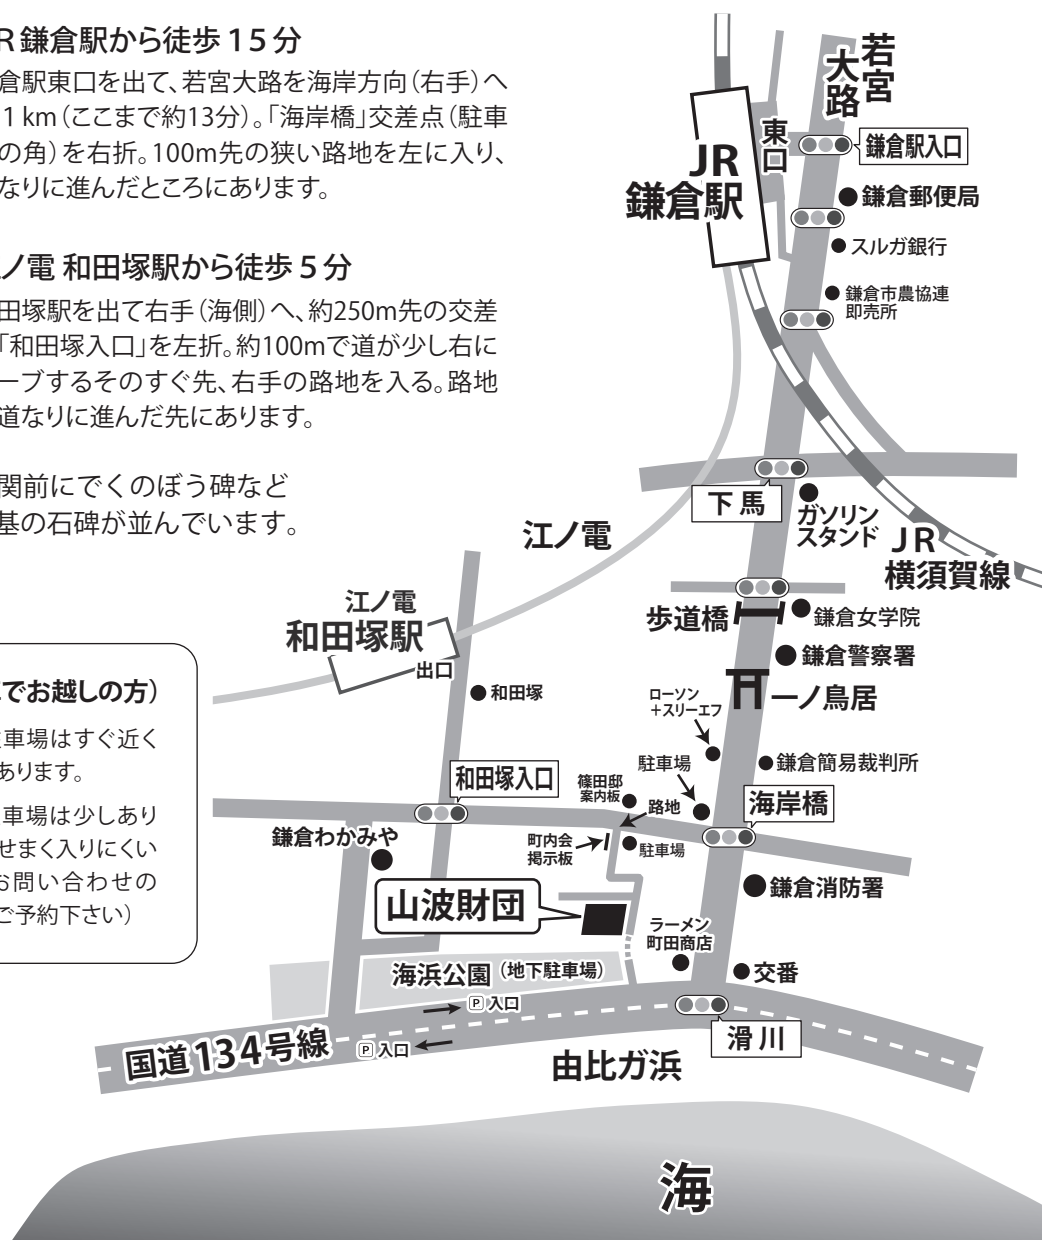 R 鎌倉駅から徒歩 15 分
倉駅東口を出て、若宮大路を海岸方向（右手）へ
1 km（ここまで約13分）。「海岸橋」交差点（駐車
の角）を右折。100m先の狭い路地を左に入り、
なりに進んだところにあります。
ノ電 和田塚駅から徒歩 5 分
田塚駅を出て右手（海側）へ、約250m先の交差
「和田塚入口」を左折。約100mで道が少し右に
ーブするそのすぐ先、右手の路地を入る。路地
道なりに進んだ先にあります。
関前にでくのぼう碑など
基の石碑が並んでいます。
でお越しの方）
車場はすぐ近く
あります。
車場は少しあり
せまく入りにくい
お問い合わせの
ご予約下さい）
若宮
大路
東口
鎌倉駅入口
JR
鎌倉駅
鎌倉郵便局
スルガ銀行
鎌倉市農協連
即売所
下馬
ガソリン
スタンド
JR
横須賀線
江ノ電
江ノ電
和田塚駅
出口
和田塚
歩道橋
鎌倉女学院
鎌倉警察署
一ノ鳥居
ローソン
＋スリーエフ
駐車場
鎌倉簡易裁判所
和田塚入口
篠田邸
案内板
路地
海岸橋
鎌倉わかみや
町内会
掲示板
駐車場
鎌倉消防署
山波財団
ラーメン
町田商店
交番
海浜公園（地下駐車場）
P 入口
P 入口
国道134号線
滑川
由比ガ浜
海